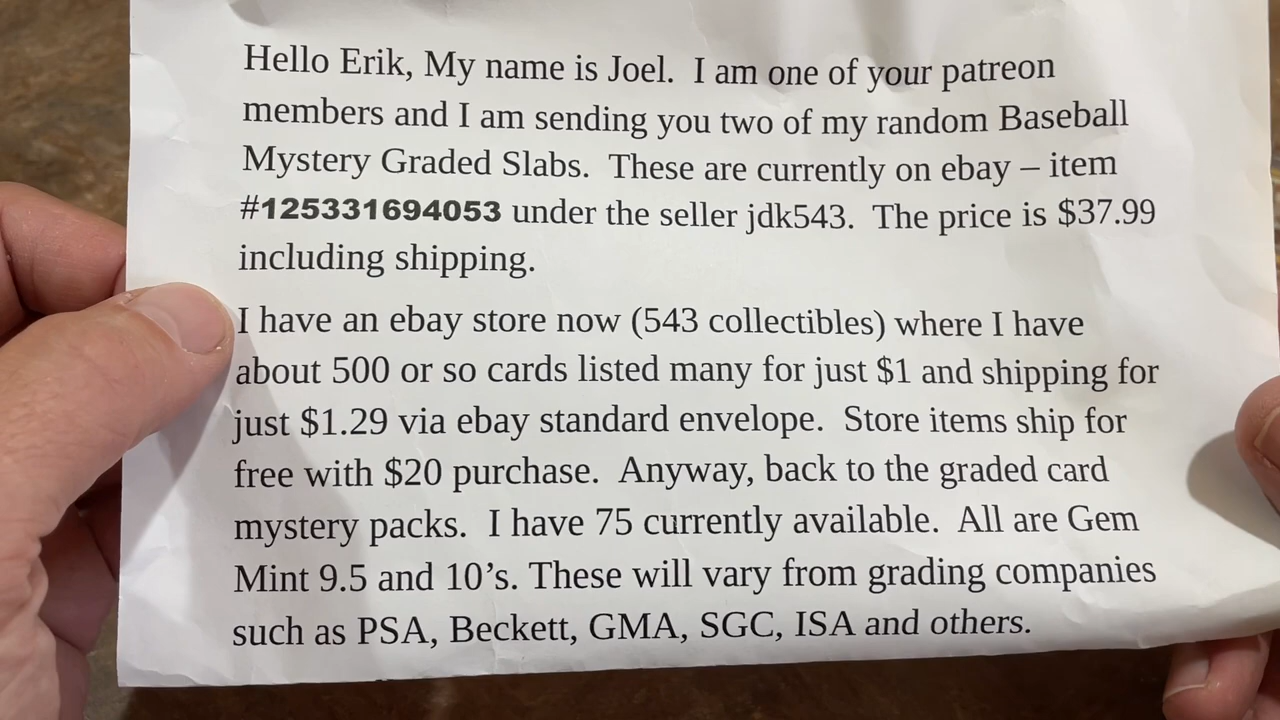 Hello Erik, My name is Joel.  I am one of your patreon
members and I am sending you two of my random Baseball
Mystery Graded Slabs.  These are currently on ebay – item
#125331694053 under the seller jdk543.  The price is $37.99
including shipping.
I have an ebay store now (543 collectibles) where I have
about 500 or so cards listed many for just $1 and shipping for
just $1.29 via ebay standard envelope.  Store items ship for
free with $20 purchase.  Anyway, back to the graded card
mystery packs.  I have 75 currently available.  All are Gem
Mint 9.5 and 10’s. These will vary from grading companies
such as PSA, Beckett, GMA, SGC, ISA and others.